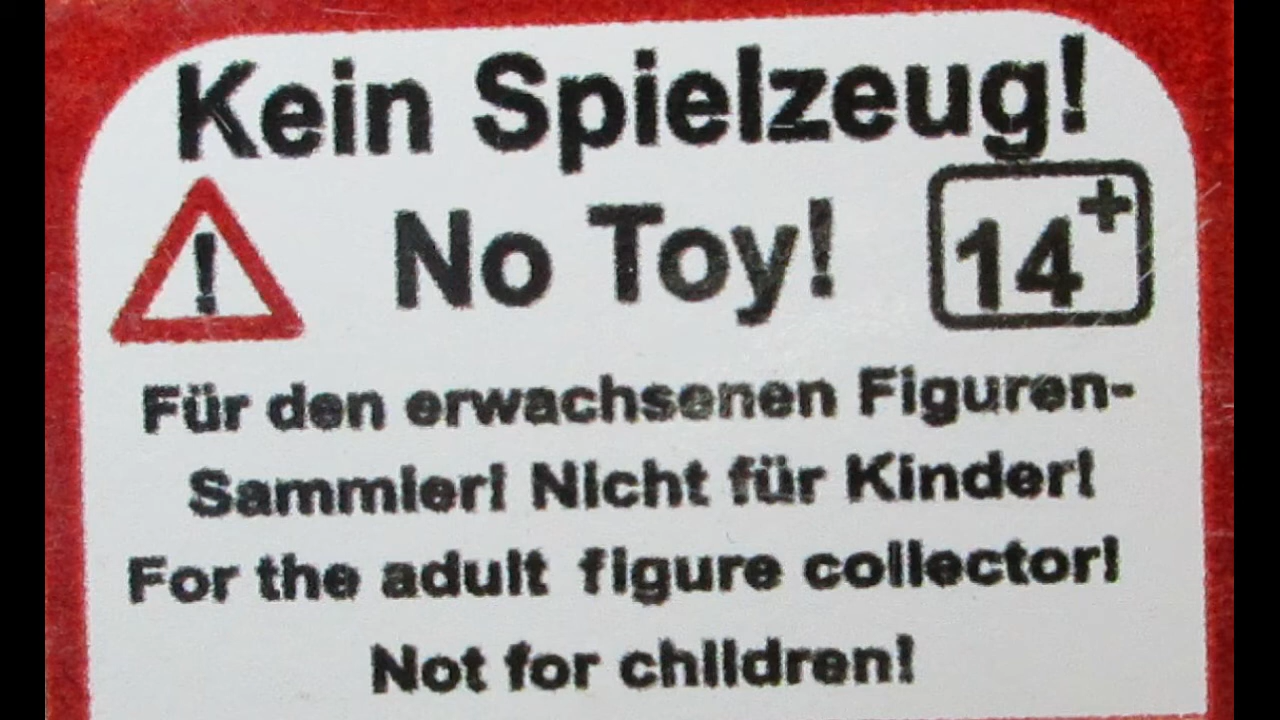 Kein Spielzeug!
! No Toy! 14+
Für den erwachsenen Figuren-
Sammler! Nicht für Kinder!
For the adult figure collector!
Not for children!